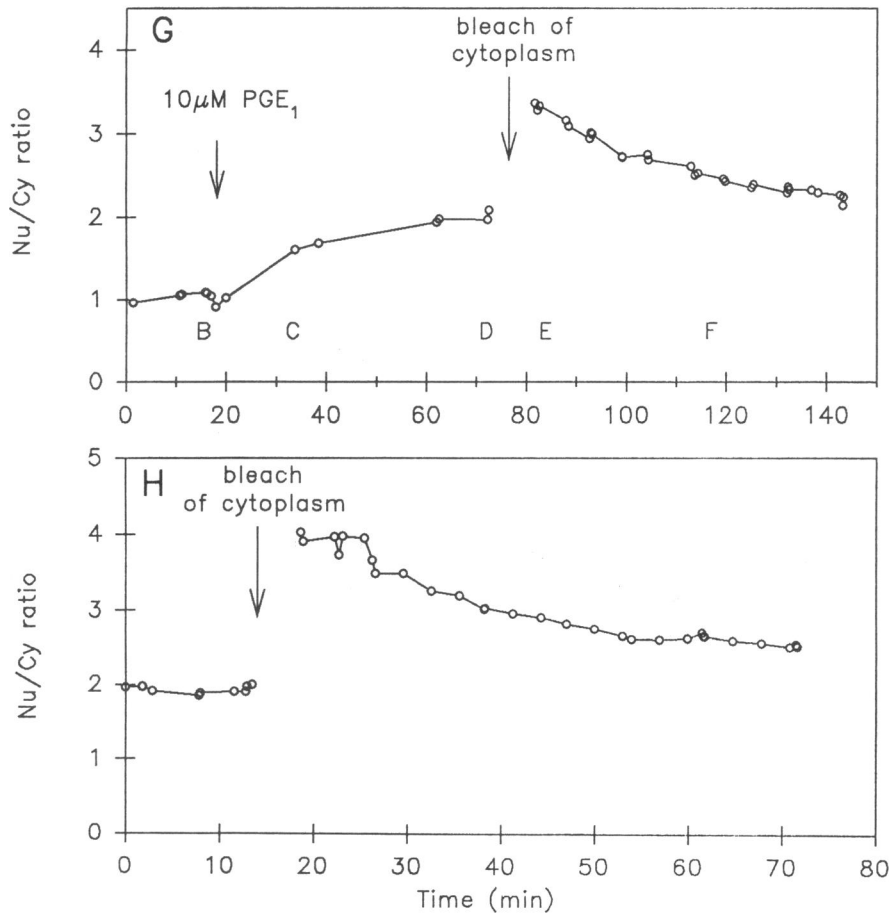 G
bleach of
cytoplasm
10μM PGE₁
Nu/Cy ratio
4
3
2
1
0
B C D E F
0 20 40 60 80 100 120 140
H
bleach
of cytoplasm
Nu/Cy ratio
5
4
3
2
1
0
0 10 20 30 40 50 60 70 80
Time (min)